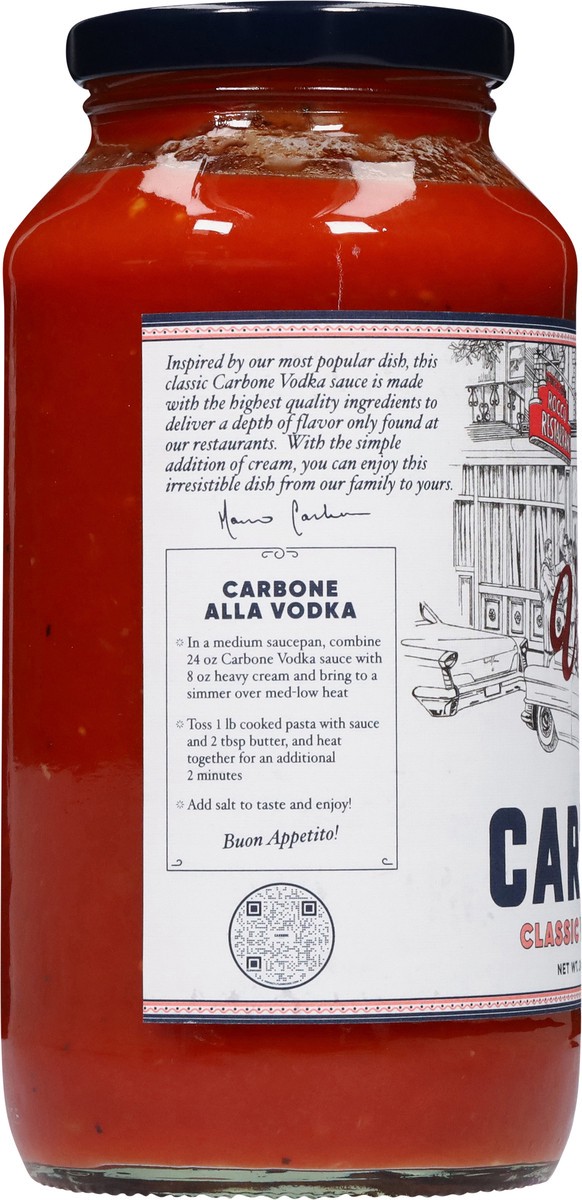 Inspired by our most popular dish, this
classic Carbone Vodka sauce is made
with the highest quality ingredients to
deliver a depth of flavor only found at
our restaurants. With the simple
addition of cream, you can enjoy this
irresistible dish from our family to yours.
CARBONE
ALLA VODKA
In a medium saucepan, combine
24 oz Carbone Vodka sauce with
8 oz heavy cream and bring to a
simmer over med-low heat
Toss 1 lb cooked pasta with sauce
and 2 tbsp butter, and heat
together for an additional
2 minutes
Add salt to taste and enjoy!
Buon Appetito!
CARBONE
ROCCO
RESTAURA
CAR
CLASSIC
NET WT.